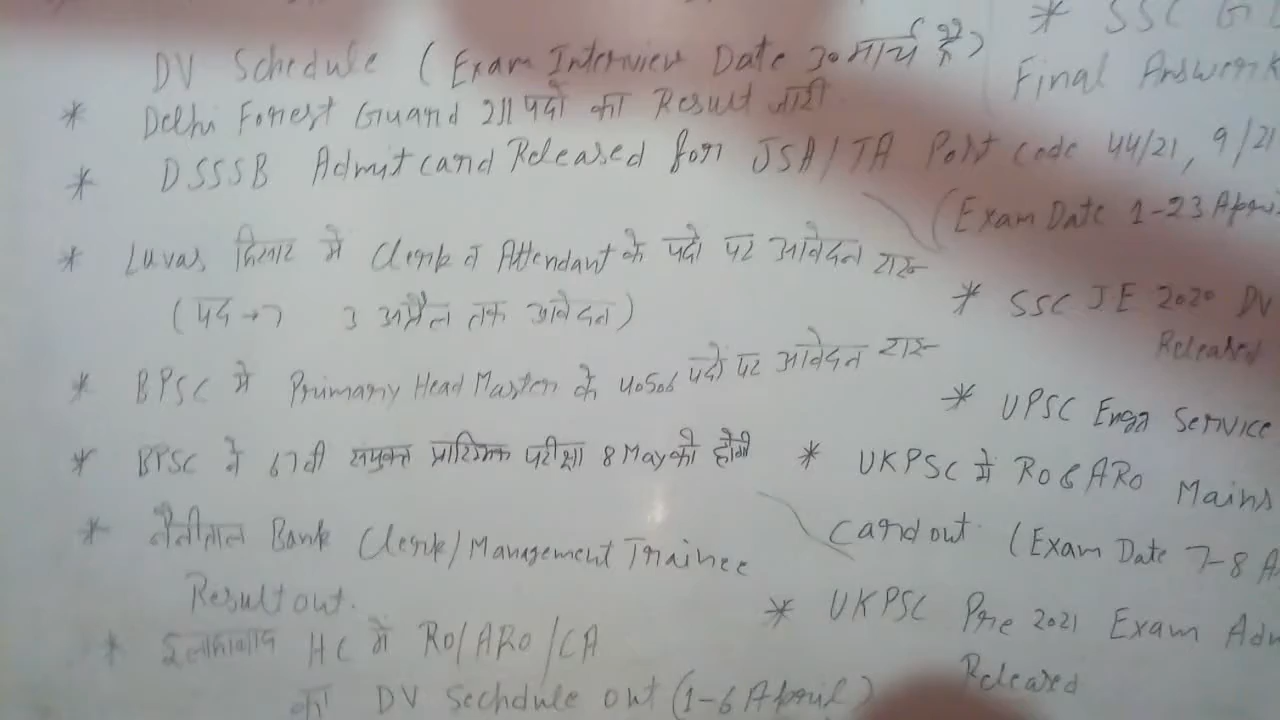 DV Schedule (Exam Interview Date 30 मार्च है)
* Delhi Forest Guard 211 पदो का Result जारी
* DSSSB Admit card Released for JSA/TA Post code 44/21, 9/21
(Exam Date 1-23 Apri
* Luvas हिसार में Clerk व Attendant के पदो पर आवेदन शुरू
(पद → 7 3 अप्रैल तक आवेदन)
* BPSC में Primary Head Master के 40506 पदो पर आवेदन शुरू
* BPSC ने 67वी संयुक्त प्रारंभिक परीक्षा 8 May को होगी
* नैनीताल Bank Clerk/Management Trainee
Result out.
* इलाहाबाद HC में RO/ARO/CA
का DV Sechdule out (1-6 April)
* SSC G
Final Answer
* SSC JE 2020 DV
Released
* UPSC Engg Service
* UKPSC में RO & ARO Mains
Card out (Exam Date 7-8 A
* UKPSC Pre 2021 Exam Adm
Released